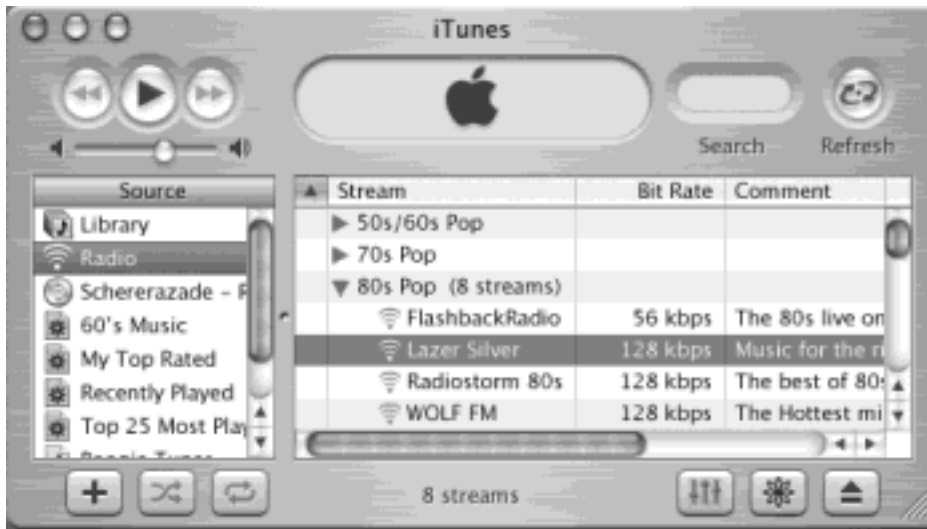 iTunes
Search Refresh
Source
Library
Radio
Schererazade –
60's Music
My Top Rated
Recently Played
Top 25 Most Play
Stream Bit Rate Comment
50s/60s Pop
70s Pop
80s Pop (8 streams)
FlashbackRadio 56 kbps The 80s live on
Lazer Silver 128 kbps Music for the ri
Radiostorm 80s 128 kbps The best of 80s
WOLF FM 128 kbps The Hottest mi
8 streams